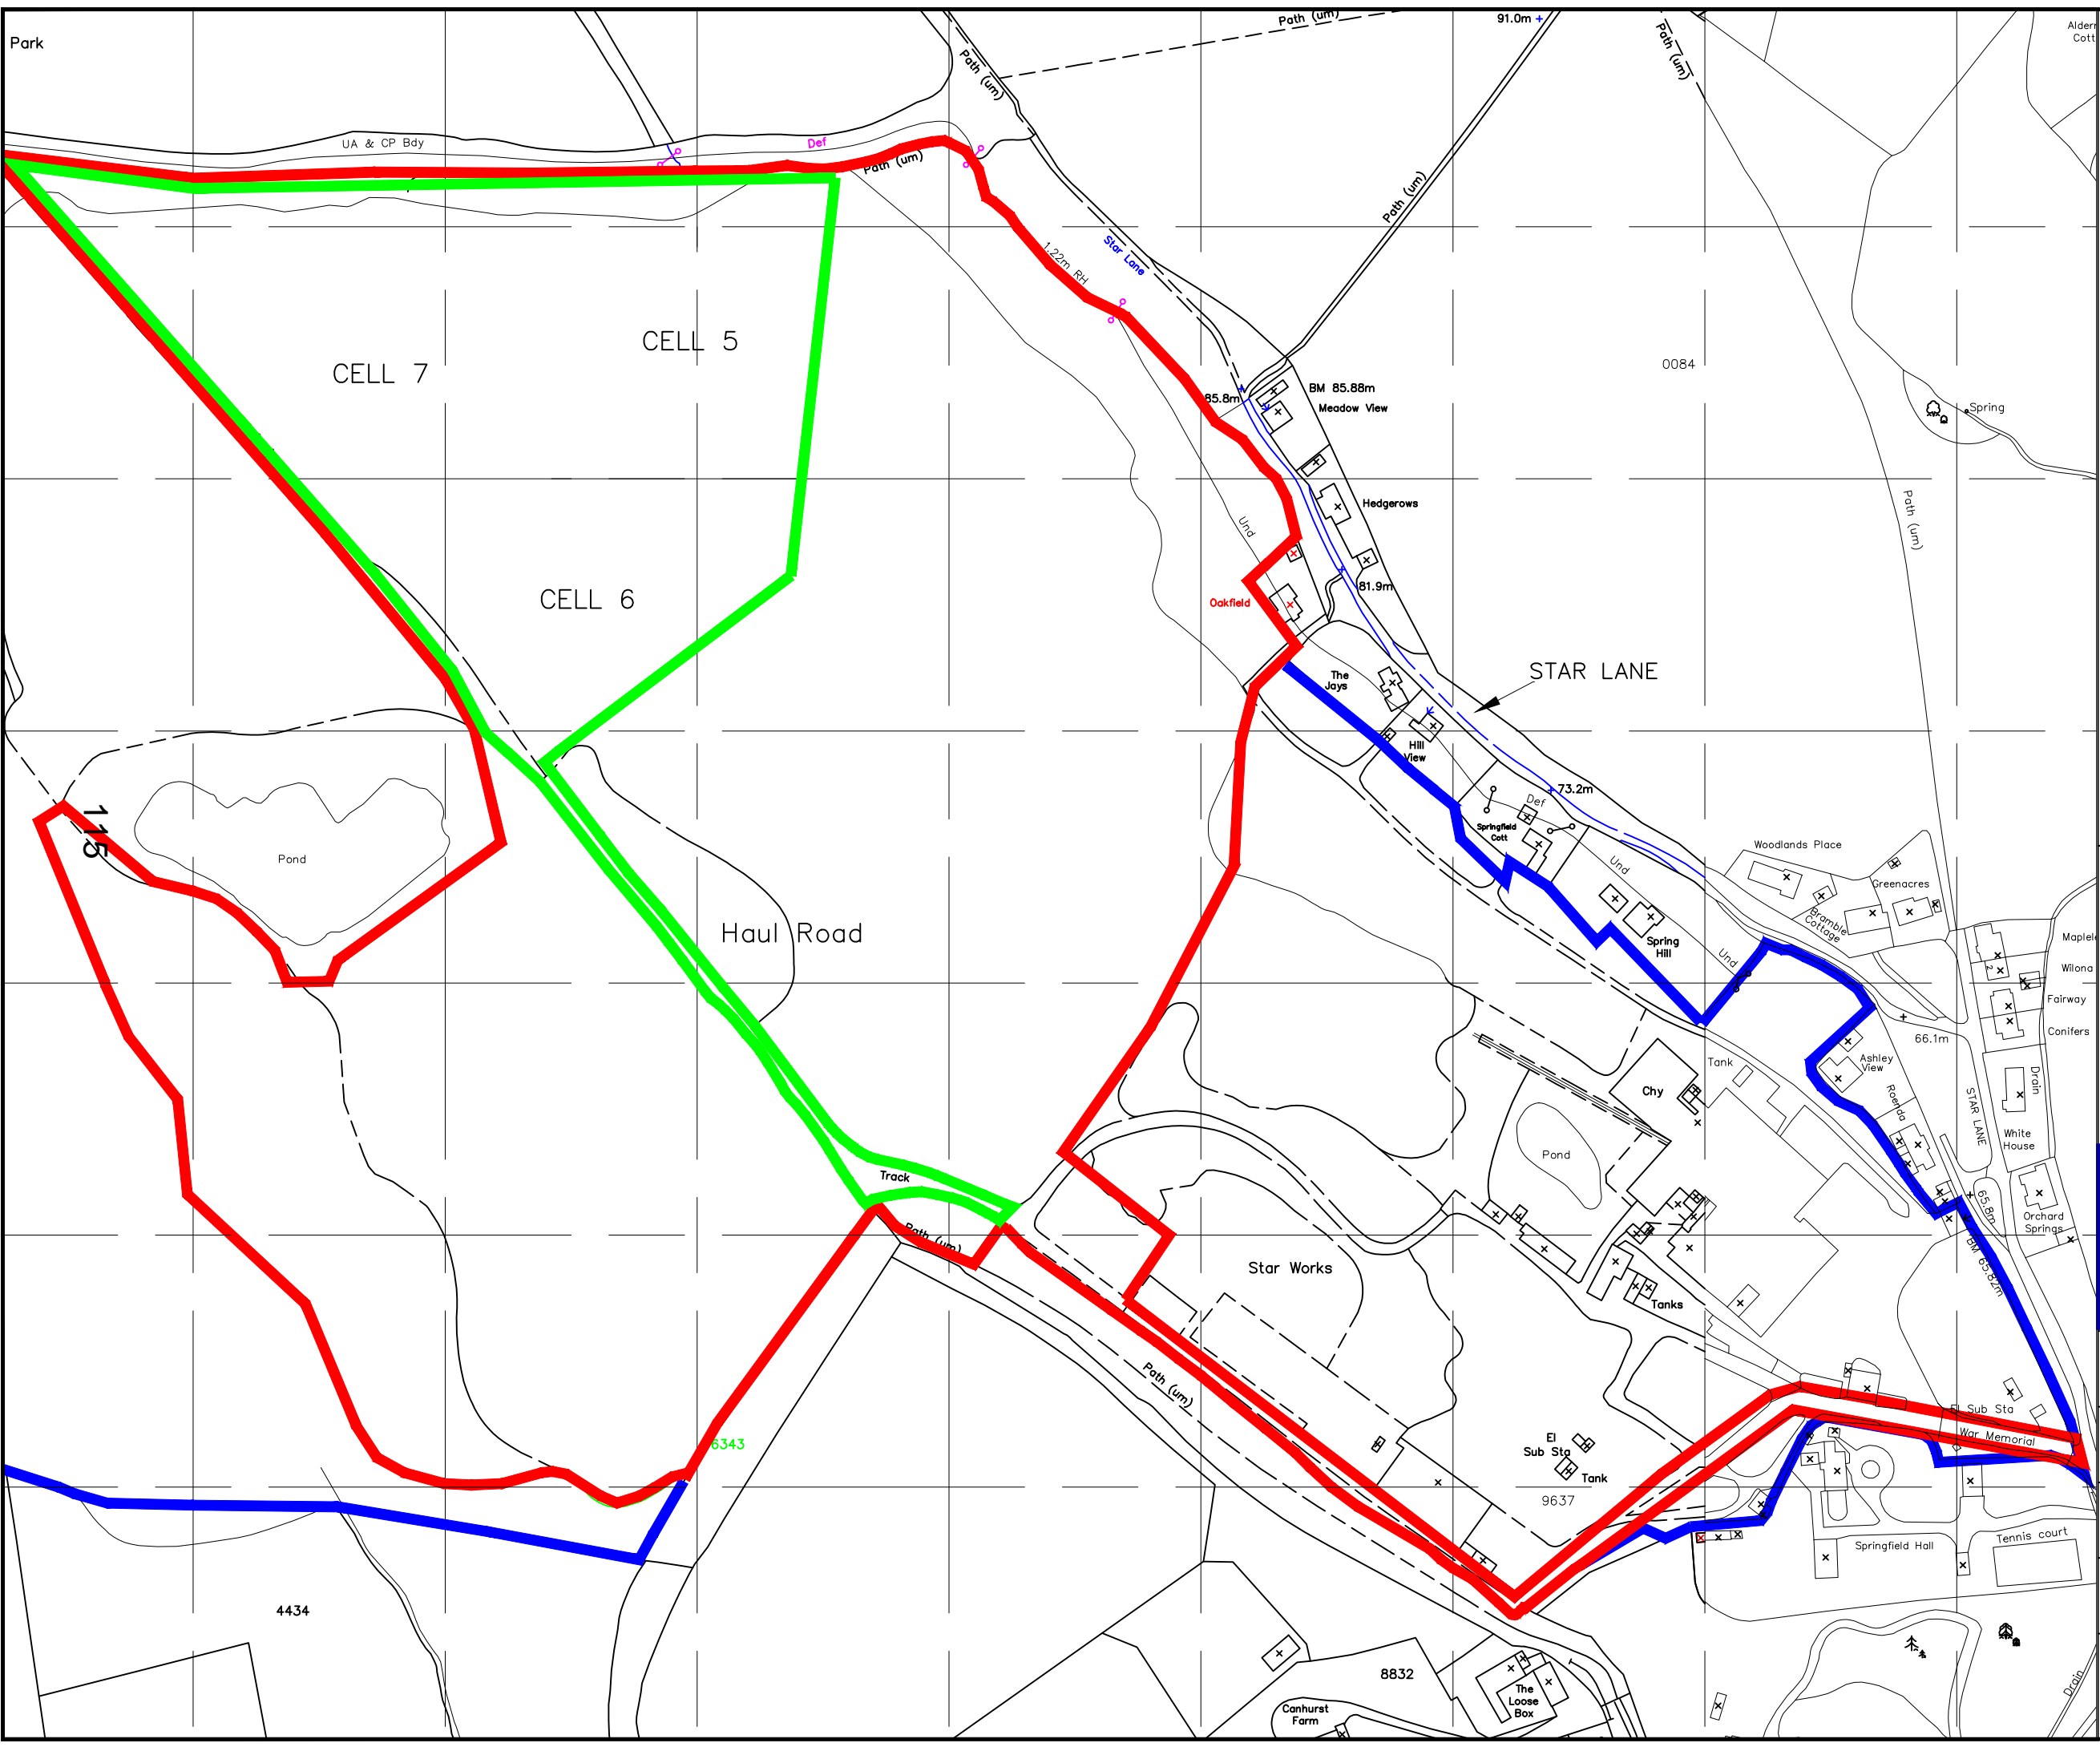 Path (um)
91.0m
Park
Path (um)
Path (um)
Alder
Cott
UA & CP Bdy
Def
Path (um)
Path (um)
Star Lane
1.22m RH
CELL 5
CELL 7
0084
BM 85.88m
85.8m
Meadow View
Spring
Hedgerows
Und
Path (um)
81.9m
CELL 6
Oakfield
STAR LANE
The
Jays
Hill
View
73.2m
Def
Springfield
Cott
115
Pond
Woodlands Place
Und
Greenacres
Bramble
Cottage
Haul Road
Spring
Hill
Und
Maple
2
Wilona
Fairway
Conifers
66.1m
Tank
Ashley
View
Chy
Drain
Roenda
STAR LANE
White
House
Pond
Track
65.8m
Orchard
Springs
Path (um)
Star Works
BM 65.82m
Tanks
Path (um)
El Sub Sta
War Memorial
6343
El
Sub Sta
Tank
9637
Tennis court
Springfield Hall
4434
8832
The
Loose
Box
Canhurst
Farm
Drain